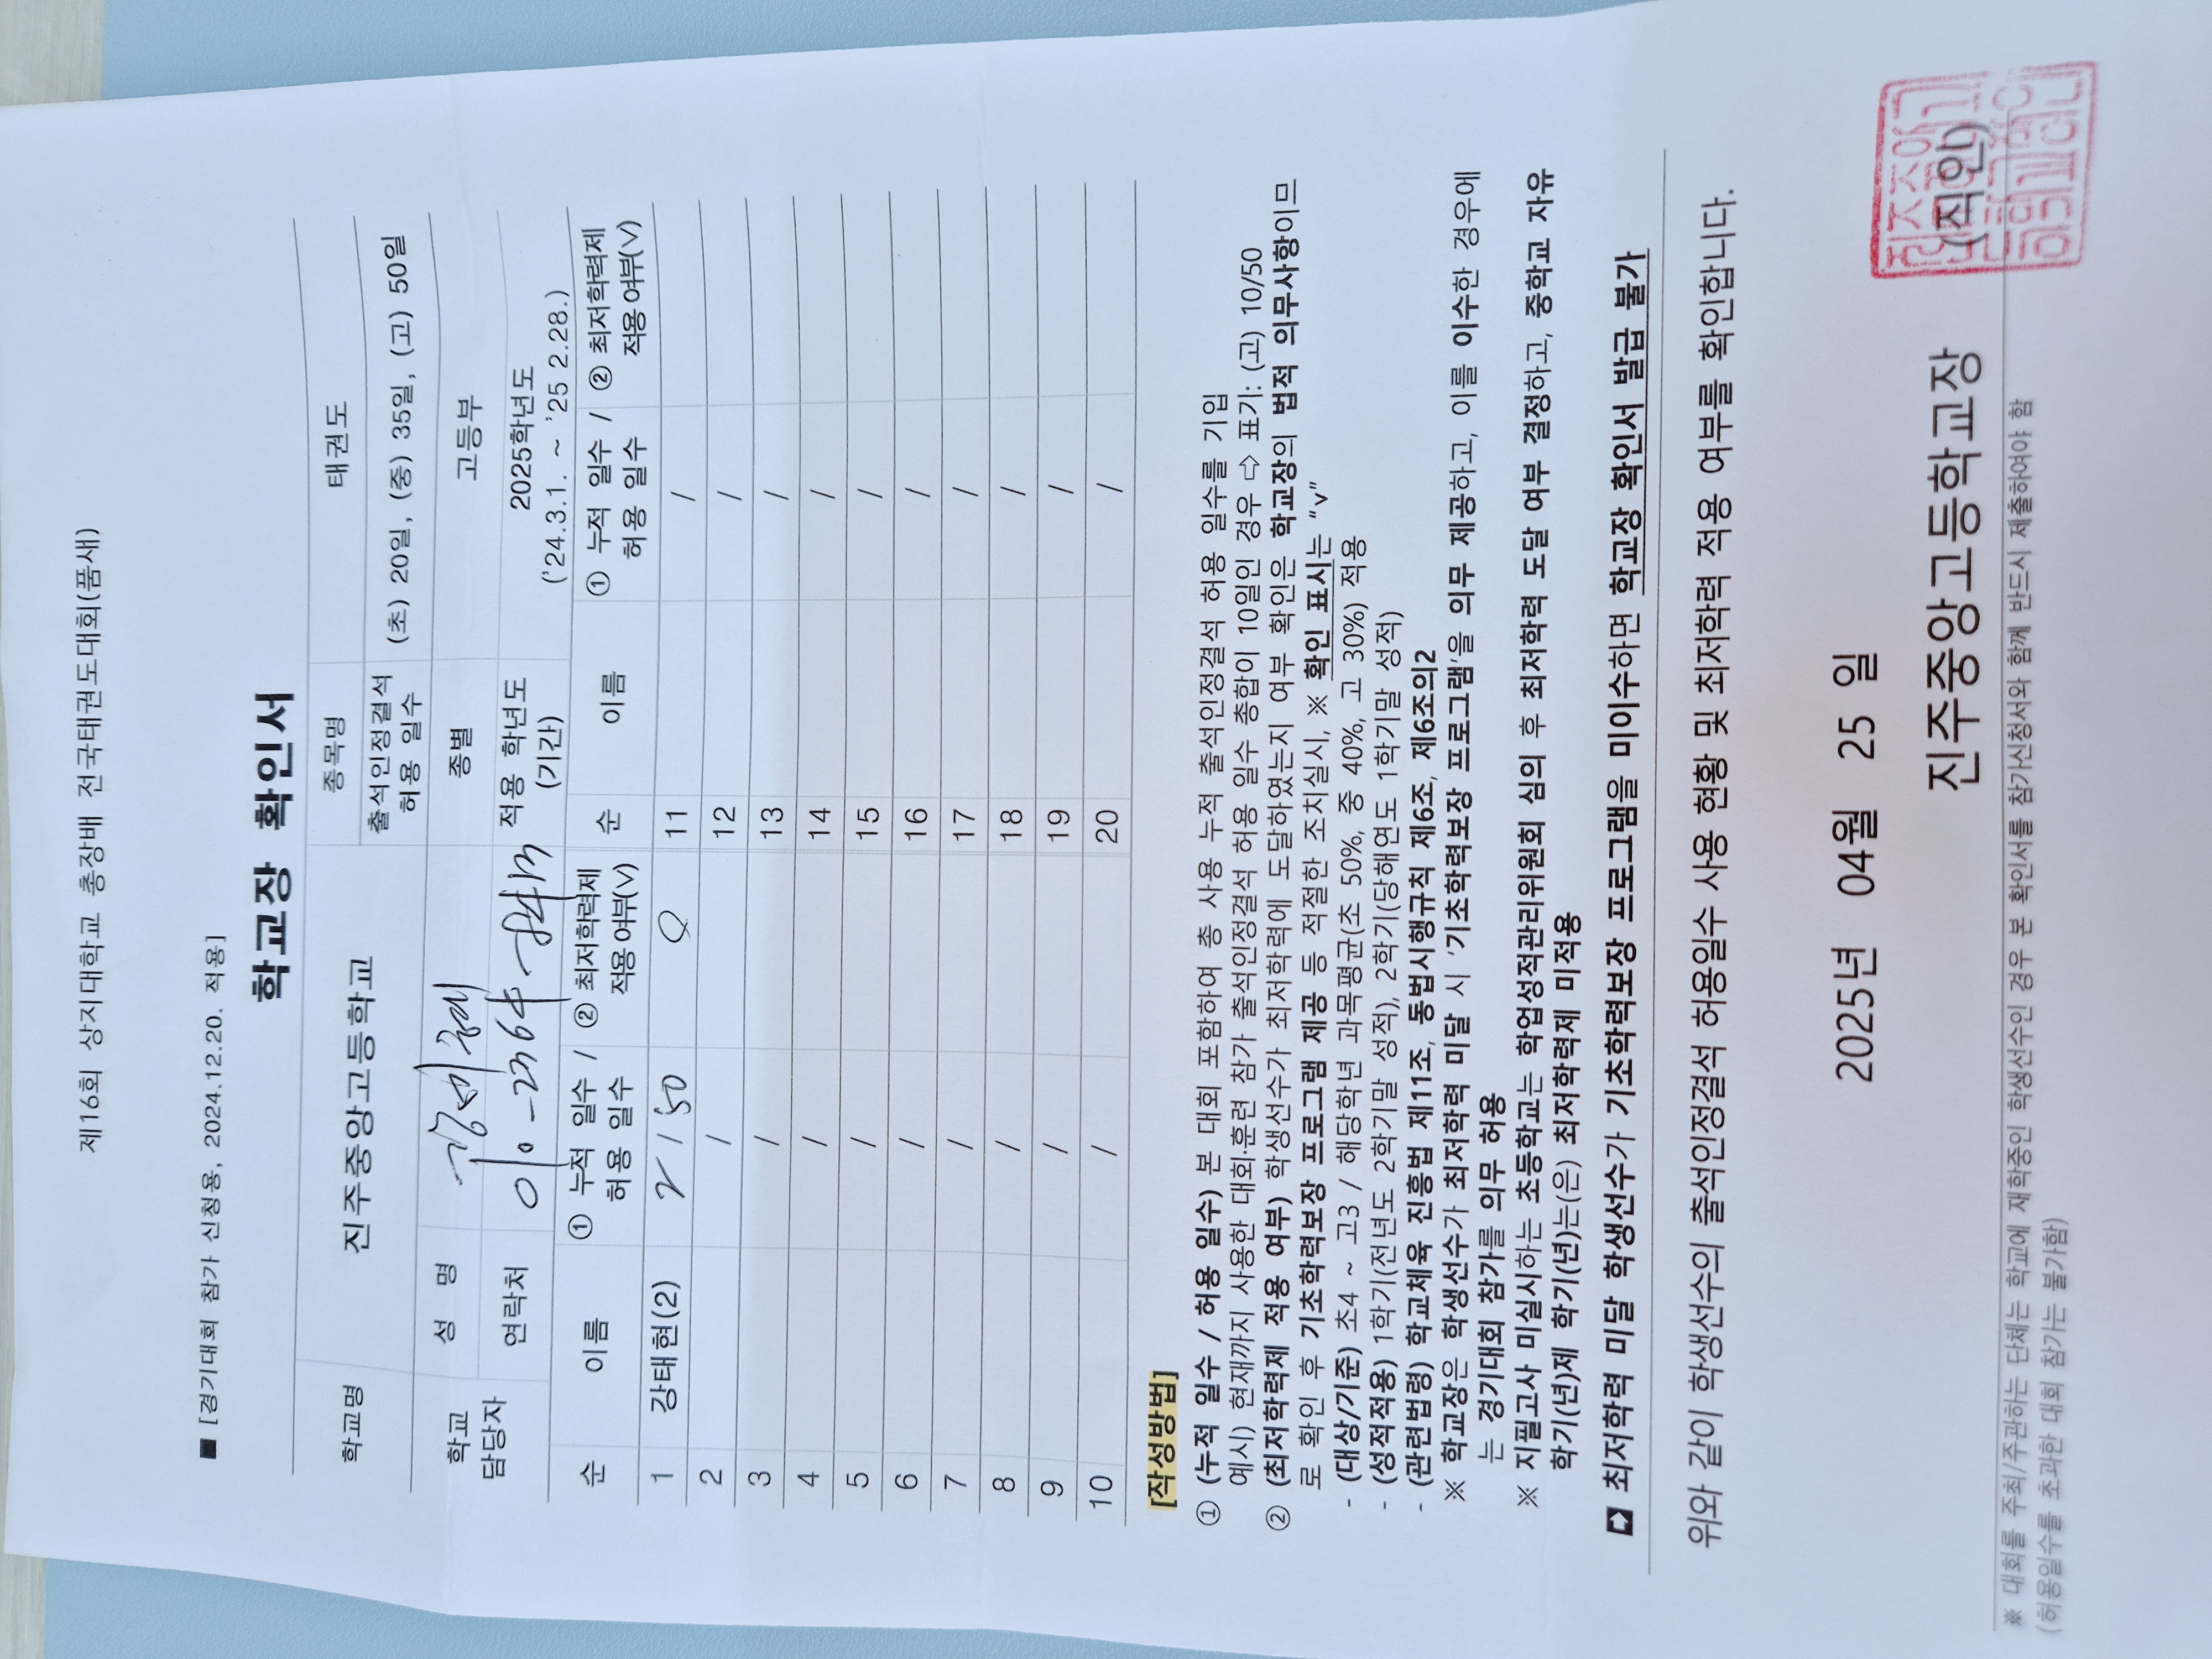 제16회 상지대학교 총장배 전국태권도대회(품새)
■ [경기대회 참가 신청용, 2024.12.20. 적용]
학교장 확인서
학교명 진주중앙고등학교 종목명 태권도
출석인정결석 허용 일수 (초) 20일, (중) 35일, (고) 50일
학교 담당자 성 명 종별 고등부
연락처 010-2364- 적용 학년도 (기간) 2025학년도 ('24.3.1. ~ '25 2.28.)
순 이름 ① 누적 일수 / 허용 일수 ② 최저학력제 적용 여부(V) 순 이름 ① 누적 일수 / 허용 일수 ② 최저학력제 적용 여부(V)
1 강태현(2) 2 / 50 O 11 /
2 / 12 /
3 / 13 /
4 / 14 /
5 / 15 /
6 / 16 /
7 / 17 /
8 / 18 /
9 / 19 /
10 / 20 /
[작성방법]
① (누적 일수 / 허용 일수) 본 대회 포함하여 총 사용 누적 출석인정결석 허용 일수를 기입
예시) 현재까지 사용한 대회·훈련 참가 출석인정결석 허용 일수 총합이 10일인 경우 ⇨ 표기: (고) 10/50
② (최저학력제 적용 여부) 학생선수가 최저학력에 도달하였는지 여부 확인은 학교장의 법적 의무사항이므
로 확인 후 기초학력보장 프로그램 제공 등 적절한 조치실시, ※ 확인 표시는 "v"
- (대상/기준) 초4 ~ 고3 / 해당학년 과목평균(초 50%, 중 40%, 고 30%) 적용
- (성적적용) 1학기(전년도 2학기말 성적), 2학기(당해연도 1학기말 성적)
- (관련법령) 학교체육 진흥법 제11조, 동법시행규칙 제6조, 제6조의2
※ 학교장은 학생선수가 최저학력 미달 시 '기초학력보장 프로그램'을 의무 제공하고, 이를 이수한 경우에
는 경기대회 참가를 의무 허용
※ 지필고사 미실시하는 초등학교는 학업성적관리위원회 심의 후 최저학력 도달 여부 결정하고, 중학교 자유
학기(년)제 학기(년)는(은) 최저학력제 미적용
최저학력 미달 학생선수가 기초학력보장 프로그램을 미이수하면 학교장 확인서 발급 불가
위와 같이 학생선수의 출석인정결석 허용일수 사용 현황 및 최저학력 적용 여부를 확인합니다.
2025년 04월 25 일
진주중앙고등학교장 (직인)
※ 대회를 주최/주관하는 단체는 학교에 재학중인 학생선수인 경우 본 확인서를 참가신청서와 함께 반드시 제출하여야 함
(허용일수를 초과한 대회 참가는 불가함)